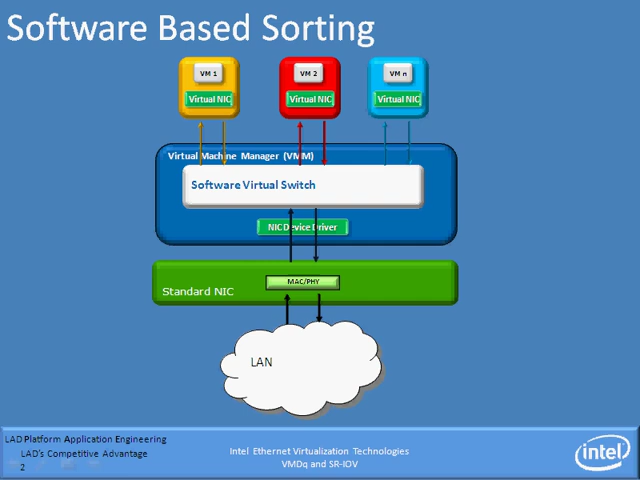 Software Based Sorting
VM 1
VM 2
VM n
Virtual NIC
Virtual NIC
Virtual NIC
Virtual Machine Manager (VMM)
Software Virtual Switch
NIC Device Driver
MAC/PHY
Standard NIC
LAN
LAD Platform Application Engineering
LAD's Competitive Advantage
2
Intel Ethernet Virtualization Technologies
VMDq and SR-IOV
intel